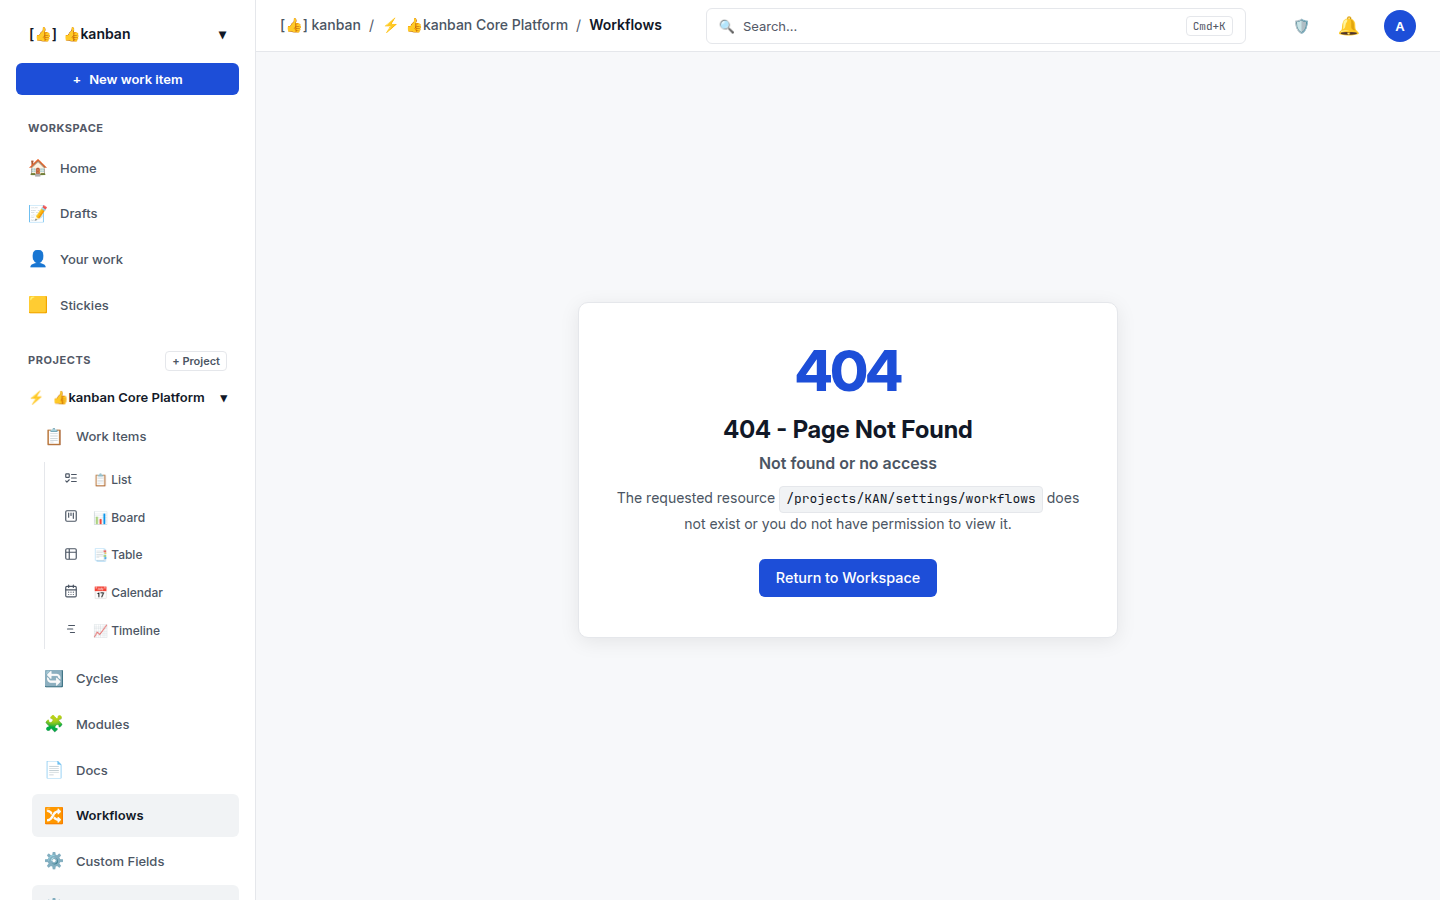 [👍] 👍kanban ▼
+ New work item
WORKSPACE
Home
Drafts
Your work
Stickies
PROJECTS
+ Project
⚡ 👍kanban Core Platform ▼
Work Items
📋 List
📊 Board
📑 Table
📅 Calendar
📈 Timeline
Cycles
Modules
Docs
Workflows
Custom Fields
[👍] kanban / ⚡ 👍kanban Core Platform / Workflows
🔍 Search... Cmd+K
A
404
404 - Page Not Found
Not found or no access
The requested resource /projects/KAN/settings/workflows does
not exist or you do not have permission to view it.
Return to Workspace